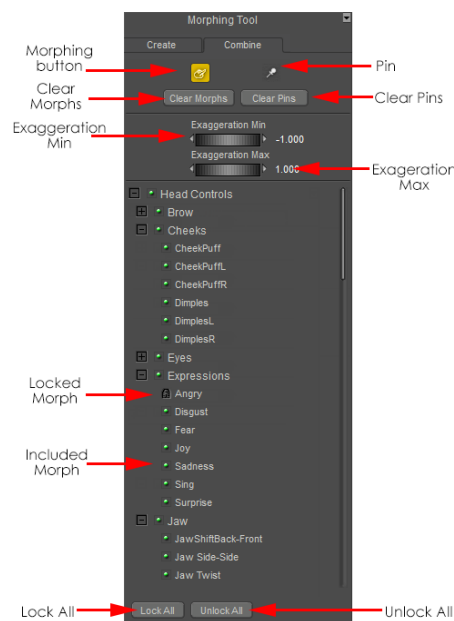 Morphing Tool
Create Combine
Morphing button
Pin
Clear Morphs
Clear Morphs Clear Pins
Clear Pins
Exaggeration Min
Exaggeration Min
-1.000
Exaggeration Max
1.000
Exageration Max
Head Controls
Brow
Cheeks
CheekPuff
CheekPuffL
CheekPuffR
Dimples
DimplesL
DimplesR
Eyes
Expressions
Locked Morph
Angry
Disgust
Fear
Joy
Included Morph
Sadness
Sing
Surprise
Jaw
JawShiftBack-Front
Jaw Side-Side
Jaw Twist
Lock All
Lock All Unlock All
Unlock All